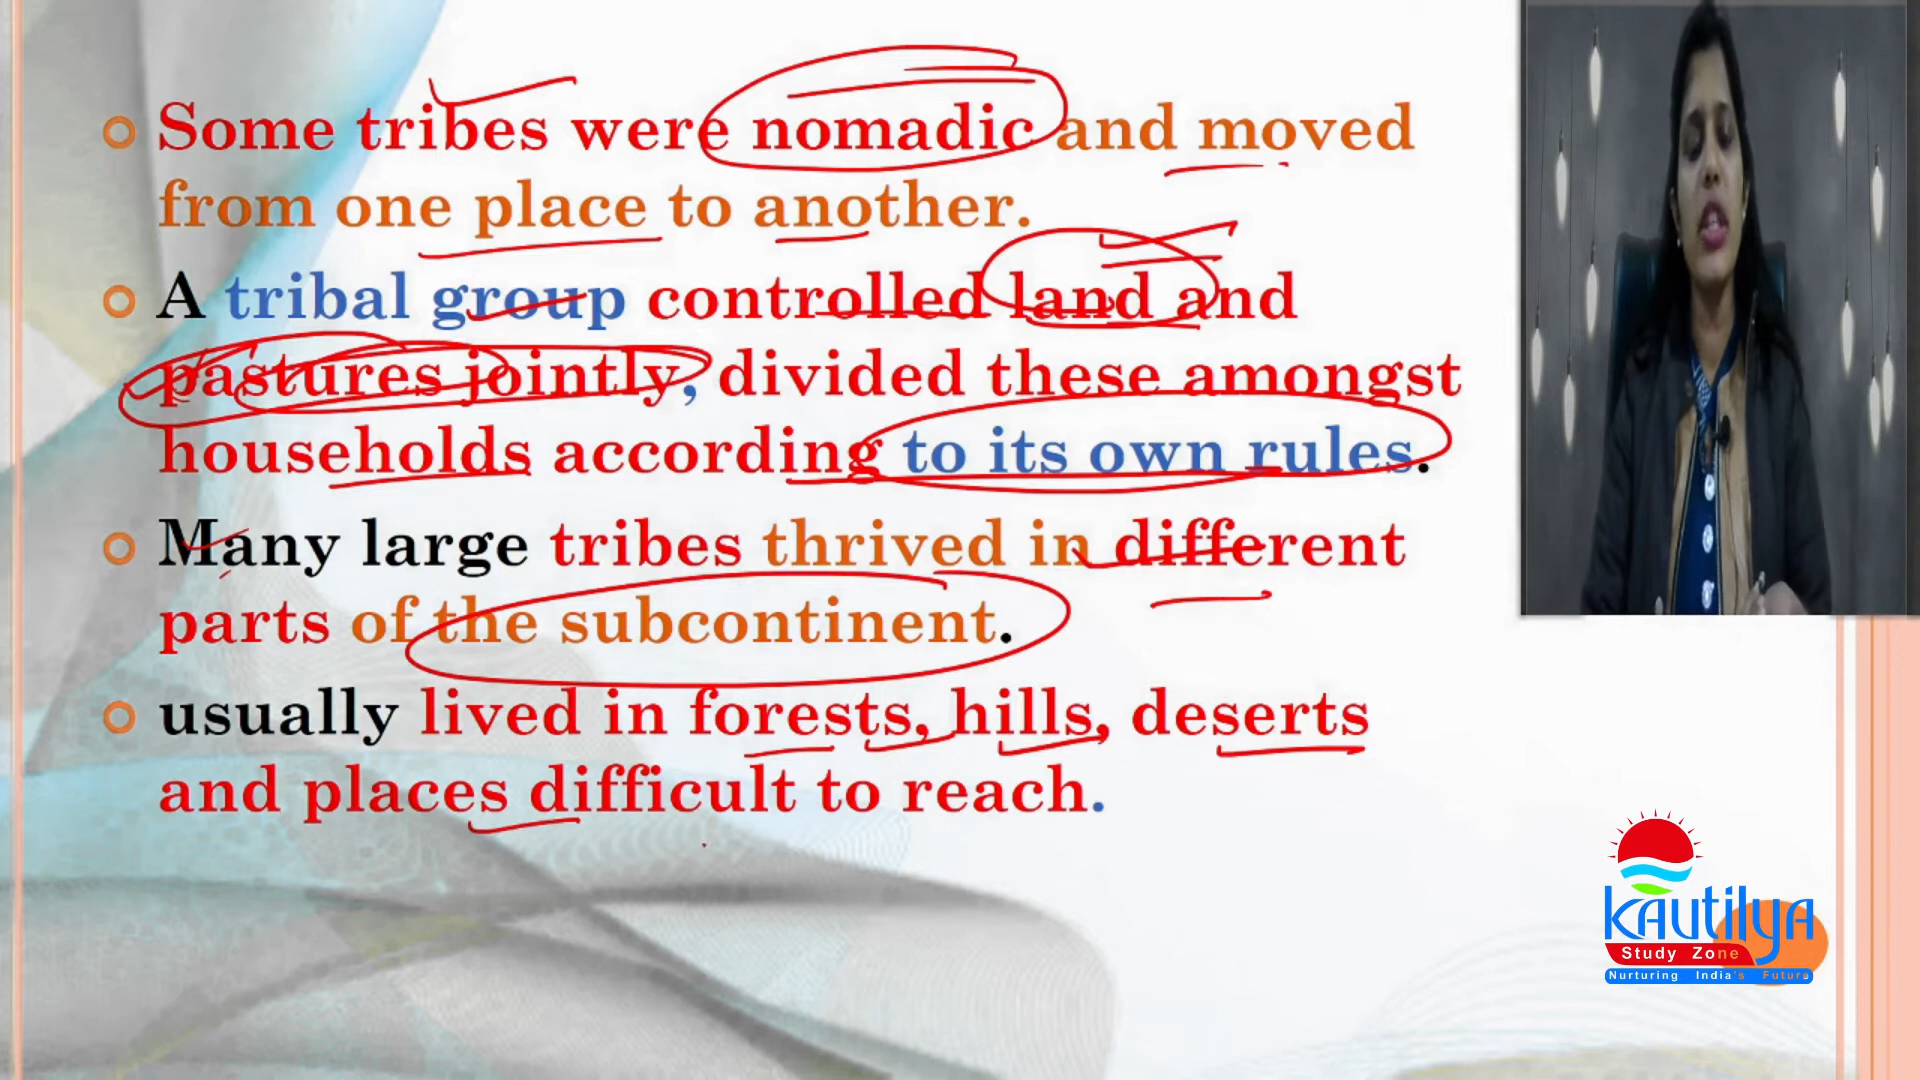 Some tribes were nomadic and moved
from one place to another.
A tribal group controlled land and
pastures jointly, divided these amongst
households according to its own rules.
Many large tribes thrived in different
parts of the subcontinent.
usually lived in forests, hills, deserts
and places difficult to reach.
Kautilya
Study Zone
Nurturing India's Future